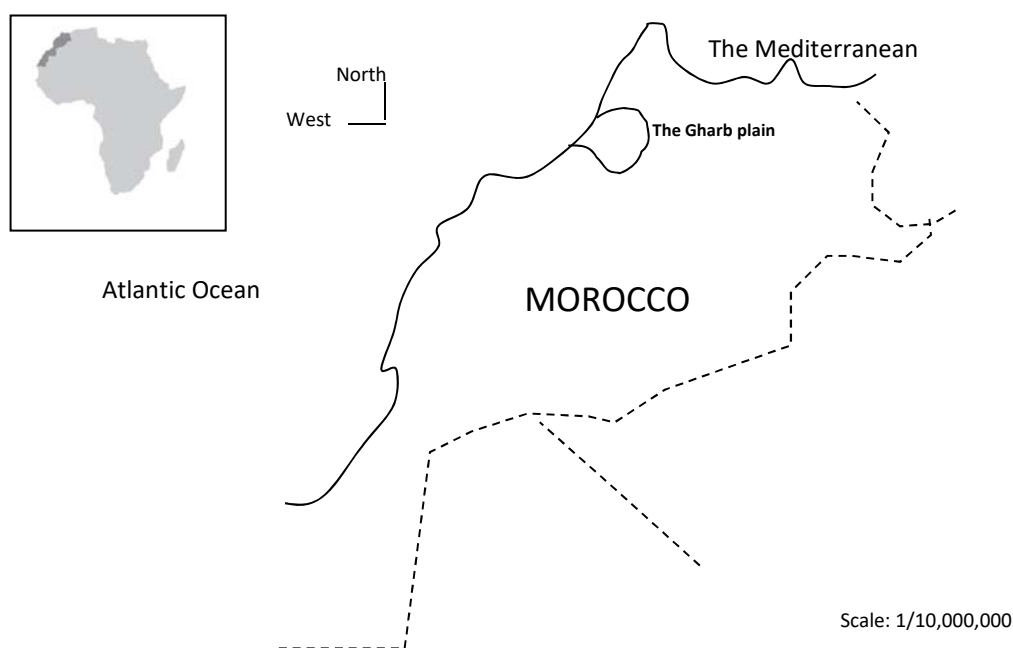 The Mediterranean
North
West
The Gharb plain
Atlantic Ocean
MOROCCO
Scale: 1/10,000,000